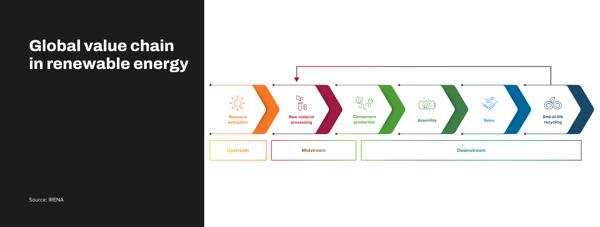 Global value chain
in renewable energy
Resource
extraction
Raw material
processing
Component
production
Assembly
Sales
End-of-life
recycling
Upstream
Midstream
Downstream
Source: IRENA